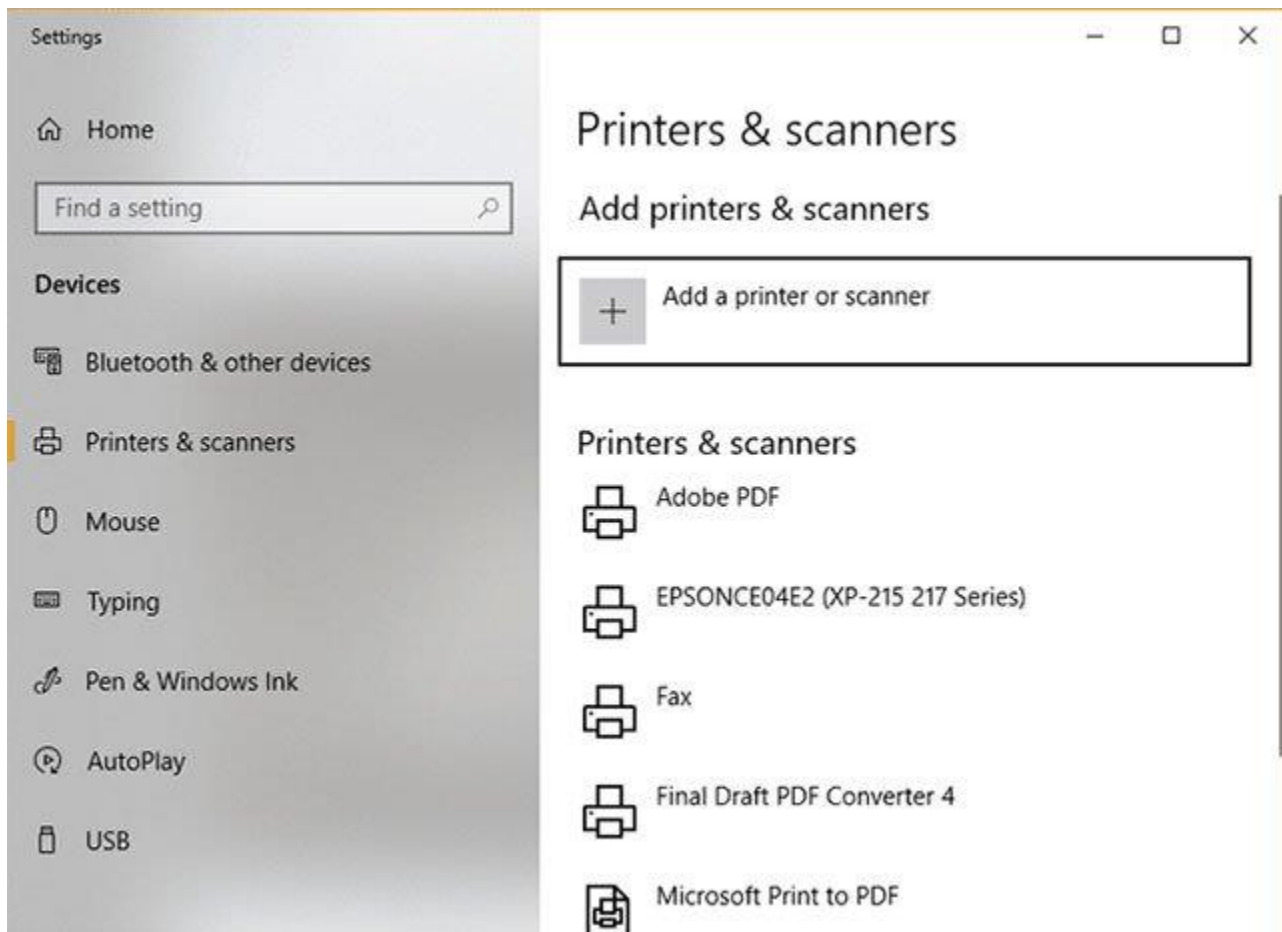 Settings
Home
Find a setting
Devices
Bluetooth & other devices
Printers & scanners
Mouse
Typing
Pen & Windows Ink
AutoPlay
USB
Printers & scanners
Add printers & scanners
Add a printer or scanner
Printers & scanners
Adobe PDF
EPSONCE04E2 (XP-215 217 Series)
Fax
Final Draft PDF Converter 4
Microsoft Print to PDF